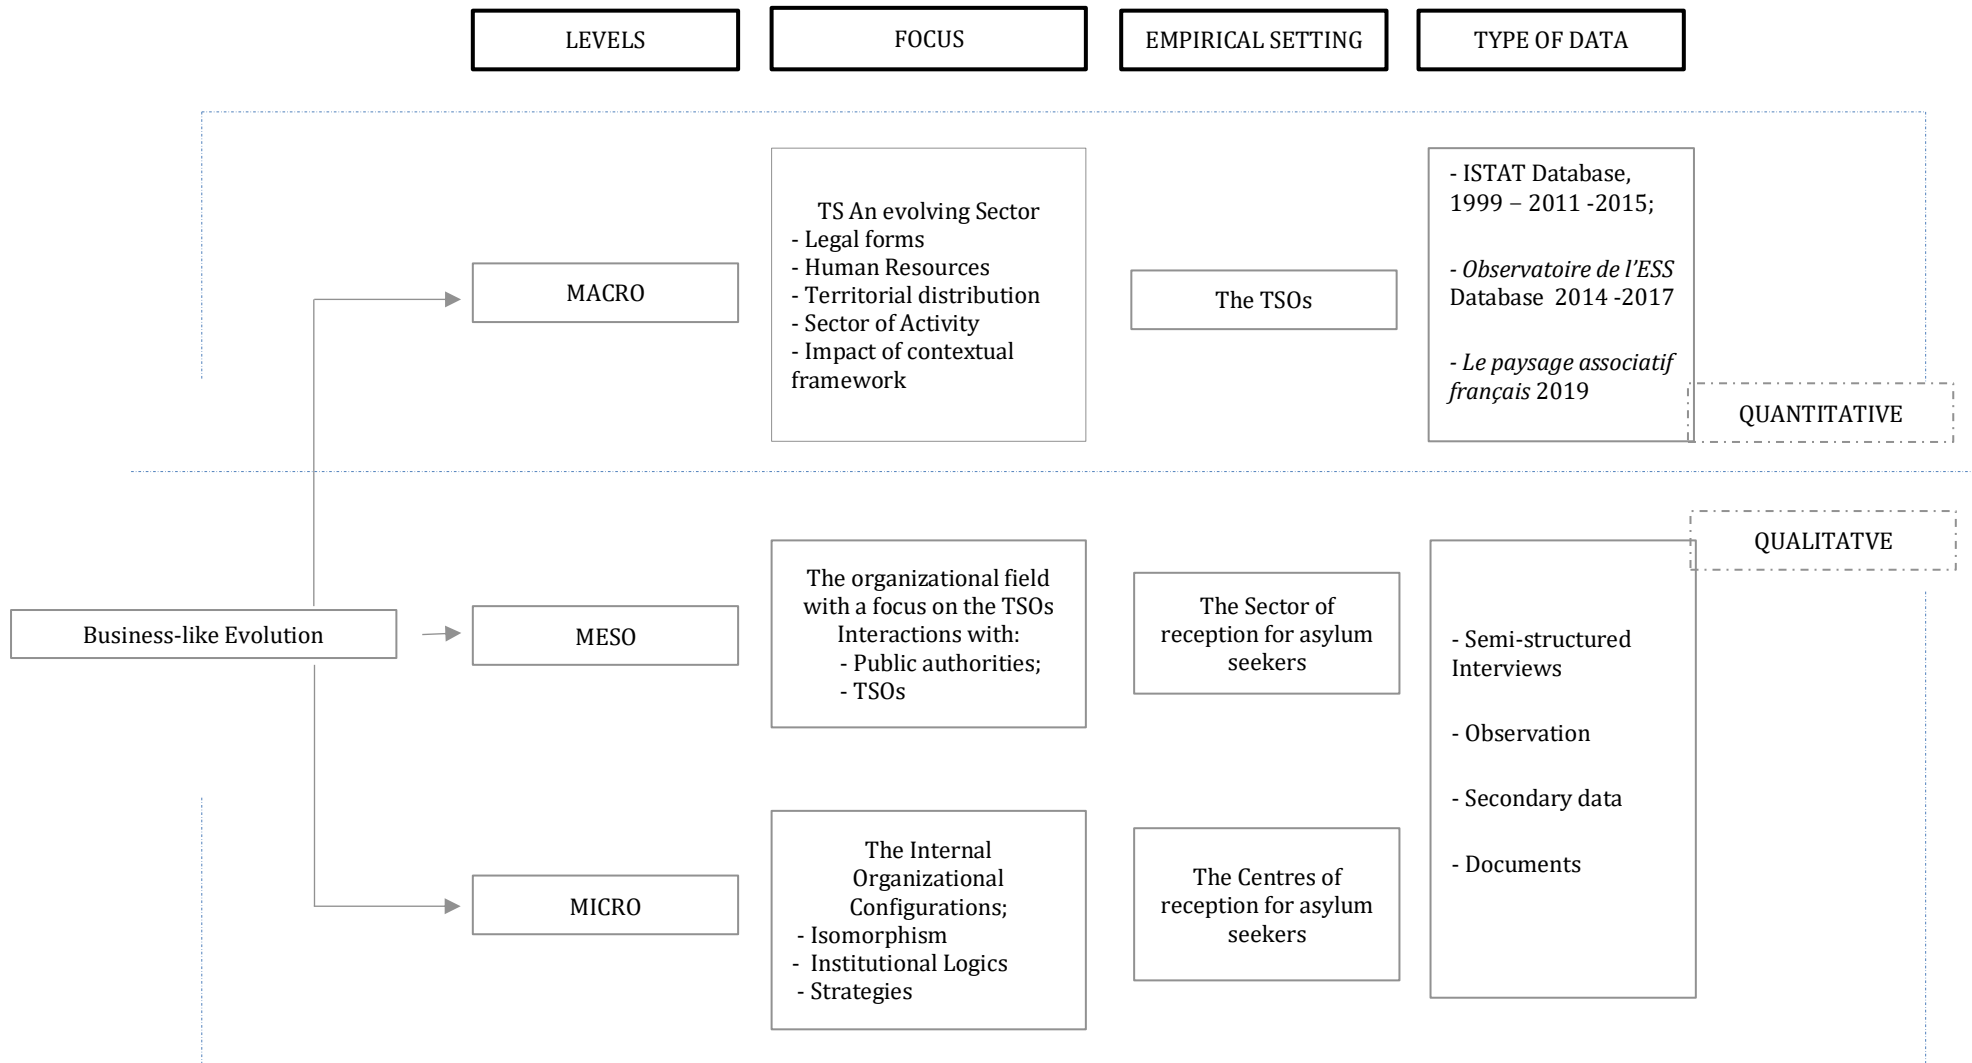 LEVELS
FOCUS
EMPIRICAL SETTING
TYPE OF DATA
MACRO
TS An evolving Sector
- Legal forms
- Human Resources
- Territorial distribution
- Sector of Activity
- Impact of contextual
framework
The TSOs
- ISTAT Database,
1999 – 2011 -2015;
- Observatoire de l’ESS
Database 2014 -2017
- Le paysage associatif
français 2019
QUANTITATIVE
QUALITATVE
Business-like Evolution
MESO
The organizational field
with a focus on the TSOs
Interactions with:
- Public authorities;
- TSOs
The Sector of
reception for asylum
seekers
- Semi-structured
Interviews
- Observation
- Secondary data
- Documents
MICRO
The Internal
Organizational
Configurations;
- Isomorphism
- Institutional Logics
- Strategies
The Centres of
reception for asylum
seekers